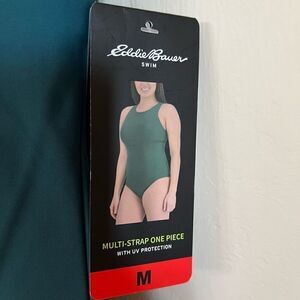 Eddie Bauer
SWIM
MULTI-STRAP ONE PIECE
WITH UV PROTECTION
M